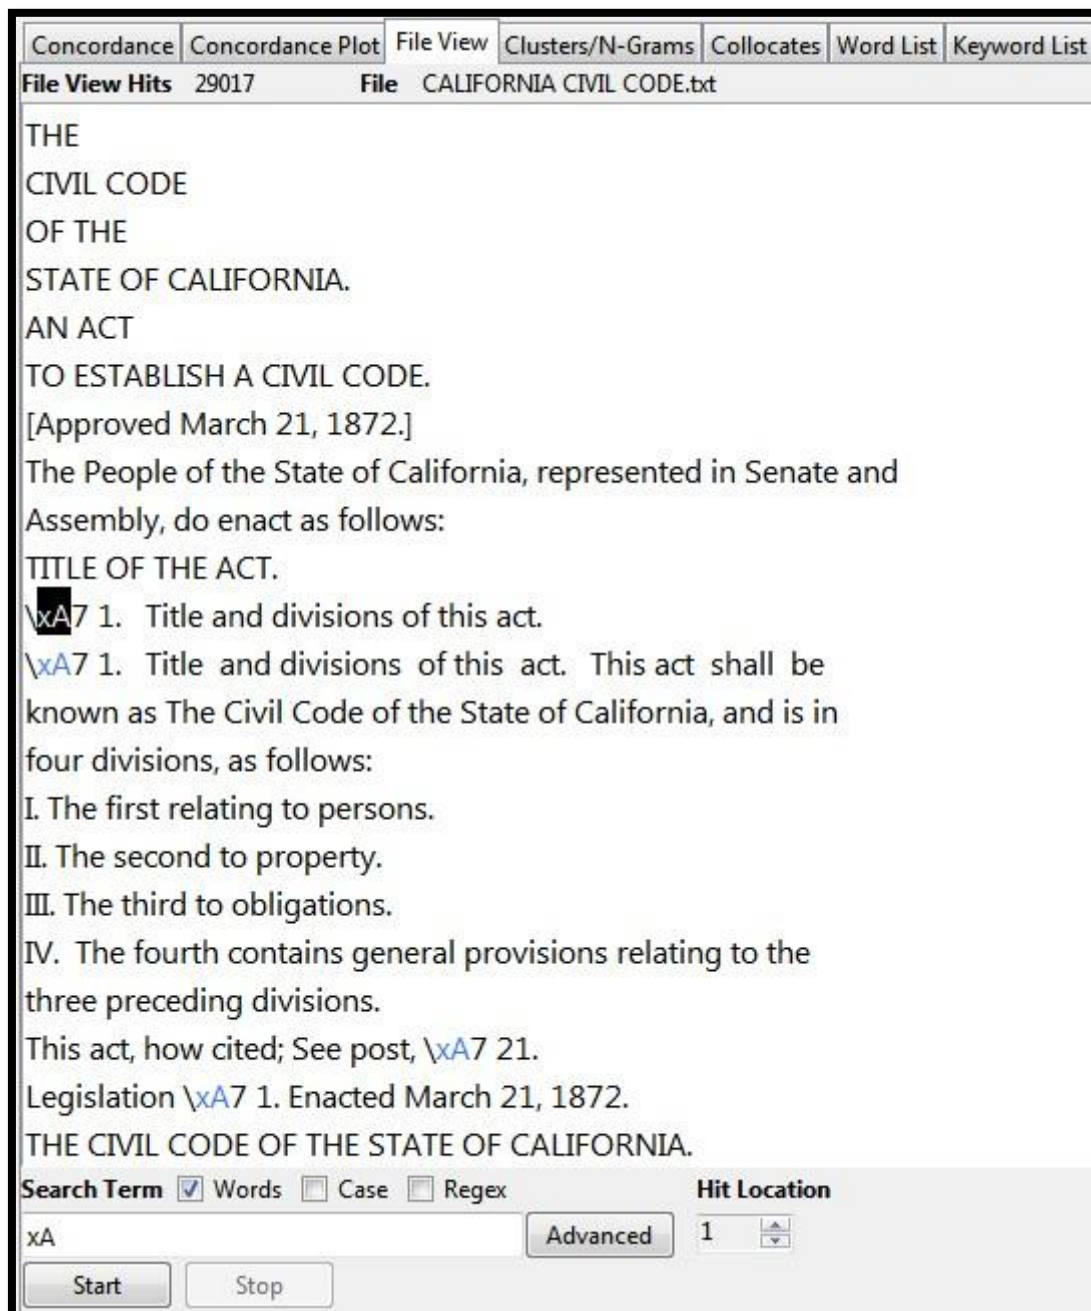 Concordance Concordance Plot File View Clusters/N-Grams Collocates Word List Keyword List
File View Hits 29017 File CALIFORNIA CIVIL CODE.txt
THE
CIVIL CODE
OF THE
STATE OF CALIFORNIA.
AN ACT
TO ESTABLISH A CIVIL CODE.
[Approved March 21, 1872.]
The People of the State of California, represented in Senate and
Assembly, do enact as follows:
TITLE OF THE ACT.
\xA7 1. Title and divisions of this act.
\xA7 1. Title and divisions of this act. This act shall be
known as The Civil Code of the State of California, and is in
four divisions, as follows:
I. The first relating to persons.
II. The second to property.
III. The third to obligations.
IV. The fourth contains general provisions relating to the
three preceding divisions.
This act, how cited; See post, \xA7 21.
Legislation \xA7 1. Enacted March 21, 1872.
THE CIVIL CODE OF THE STATE OF CALIFORNIA.
Search Term Words Case Regex Hit Location
xA Advanced 1
Start Stop